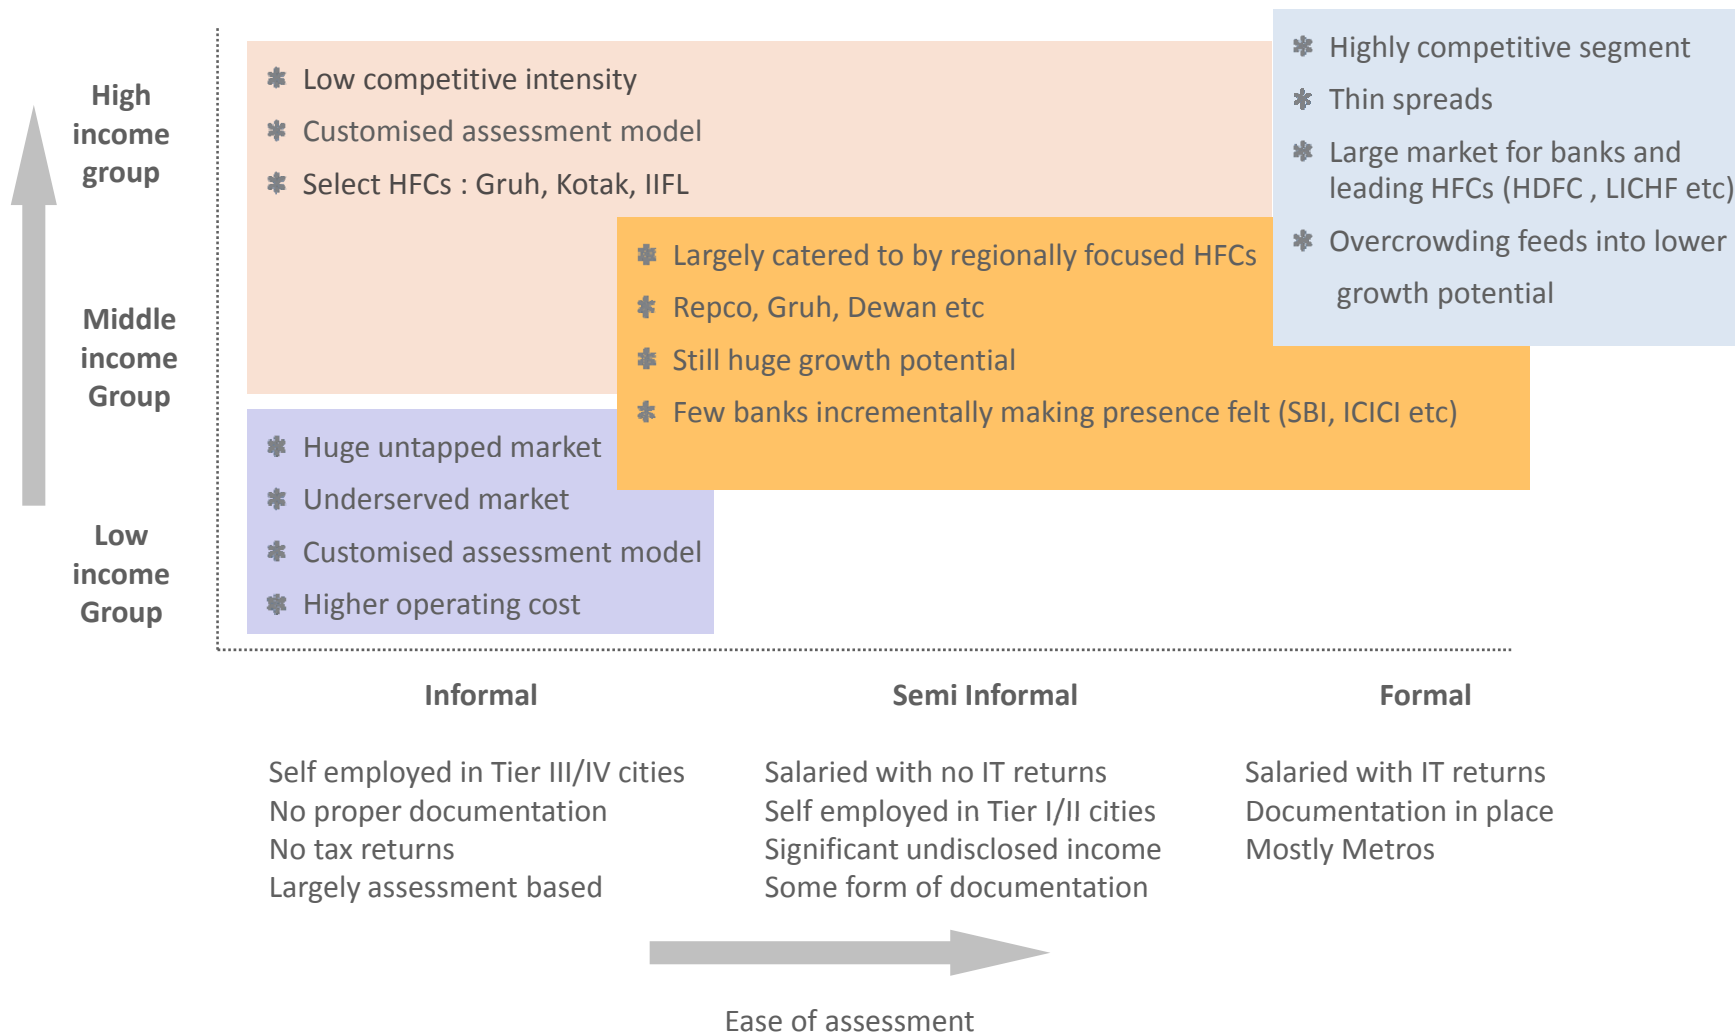 High
income
group
Middle
income
Group
Low
income
Group
Low competitive intensity
Customised assessment model
Select HFCs : Gruh, Kotak, IIFL
Highly competitive segment
Thin spreads
Large market for banks and
leading HFCs (HDFC , LICHF etc)
Overcrowding feeds into lower
growth potential
Largely catered to by regionally focused HFCs
Repco, Gruh, Dewan etc
Still huge growth potential
Few banks incrementally making presence felt (SBI, ICICI etc)
Huge untapped market
Underserved market
Customised assessment model
Higher operating cost
Informal
Self employed in Tier III/IV cities
No proper documentation
No tax returns
Largely assessment based
Semi Informal
Salaried with no IT returns
Self employed in Tier I/II cities
Significant undisclosed income
Some form of documentation
Formal
Salaried with IT returns
Documentation in place
Mostly Metros
Ease of assessment